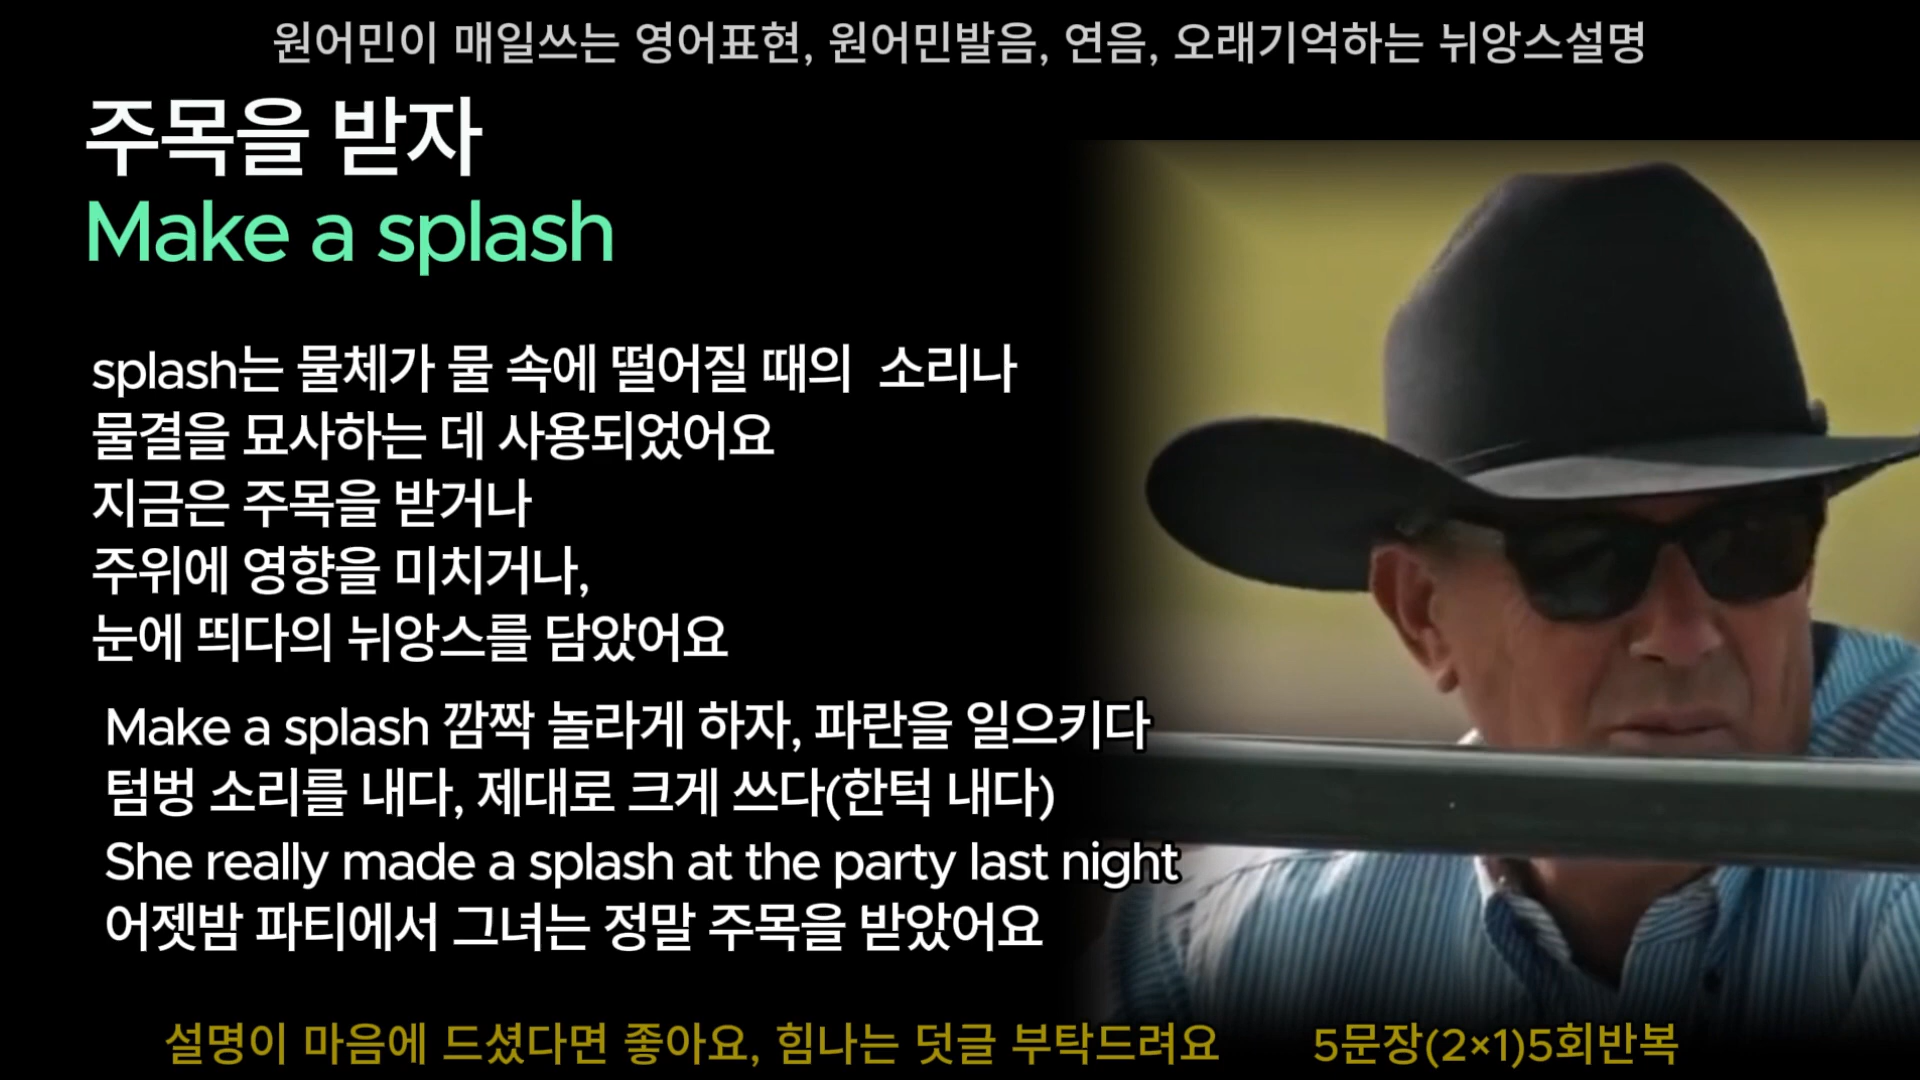 원어민이 매일쓰는 영어표현, 원어민발음, 연음, 오래기억하는 뉘앙스설명
주목을 받자
Make a splash
splash는 물체가 물 속에 떨어질 때의 소리나
물결을 묘사하는 데 사용되었어요
지금은 주목을 받거나
주위에 영향을 미치거나,
눈에 띄다의 뉘앙스를 담았어요
Make a splash 깜짝 놀라게 하자, 파란을 일으키다
텀벙 소리를 내다, 제대로 크게 쓰다(한턱 내다)
She really made a splash at the party last night
어젯밤 파티에서 그녀는 정말 주목을 받았어요
설명이 마음에 드셨다면 좋아요, 힘나는 덧글 부탁드려요 5문장(2×1)5회반복